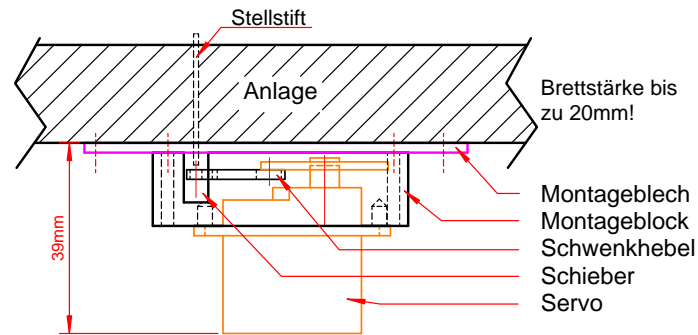 Stellstift
Anlage
Brettstärke bis
zu 20mm!
39mm
Montageblech
Montageblock
Schwenkhebel
Schieber
Servo